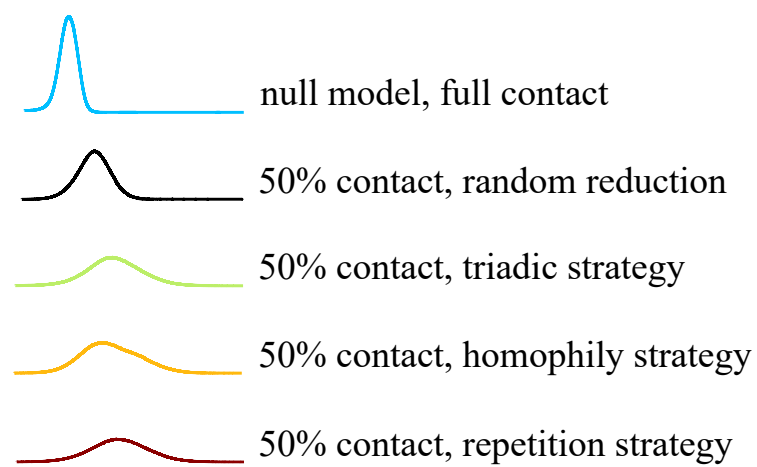 null model, full contact
50% contact, random reduction
50% contact, triadic strategy
50% contact, homophily strategy
50% contact, repetition strategy